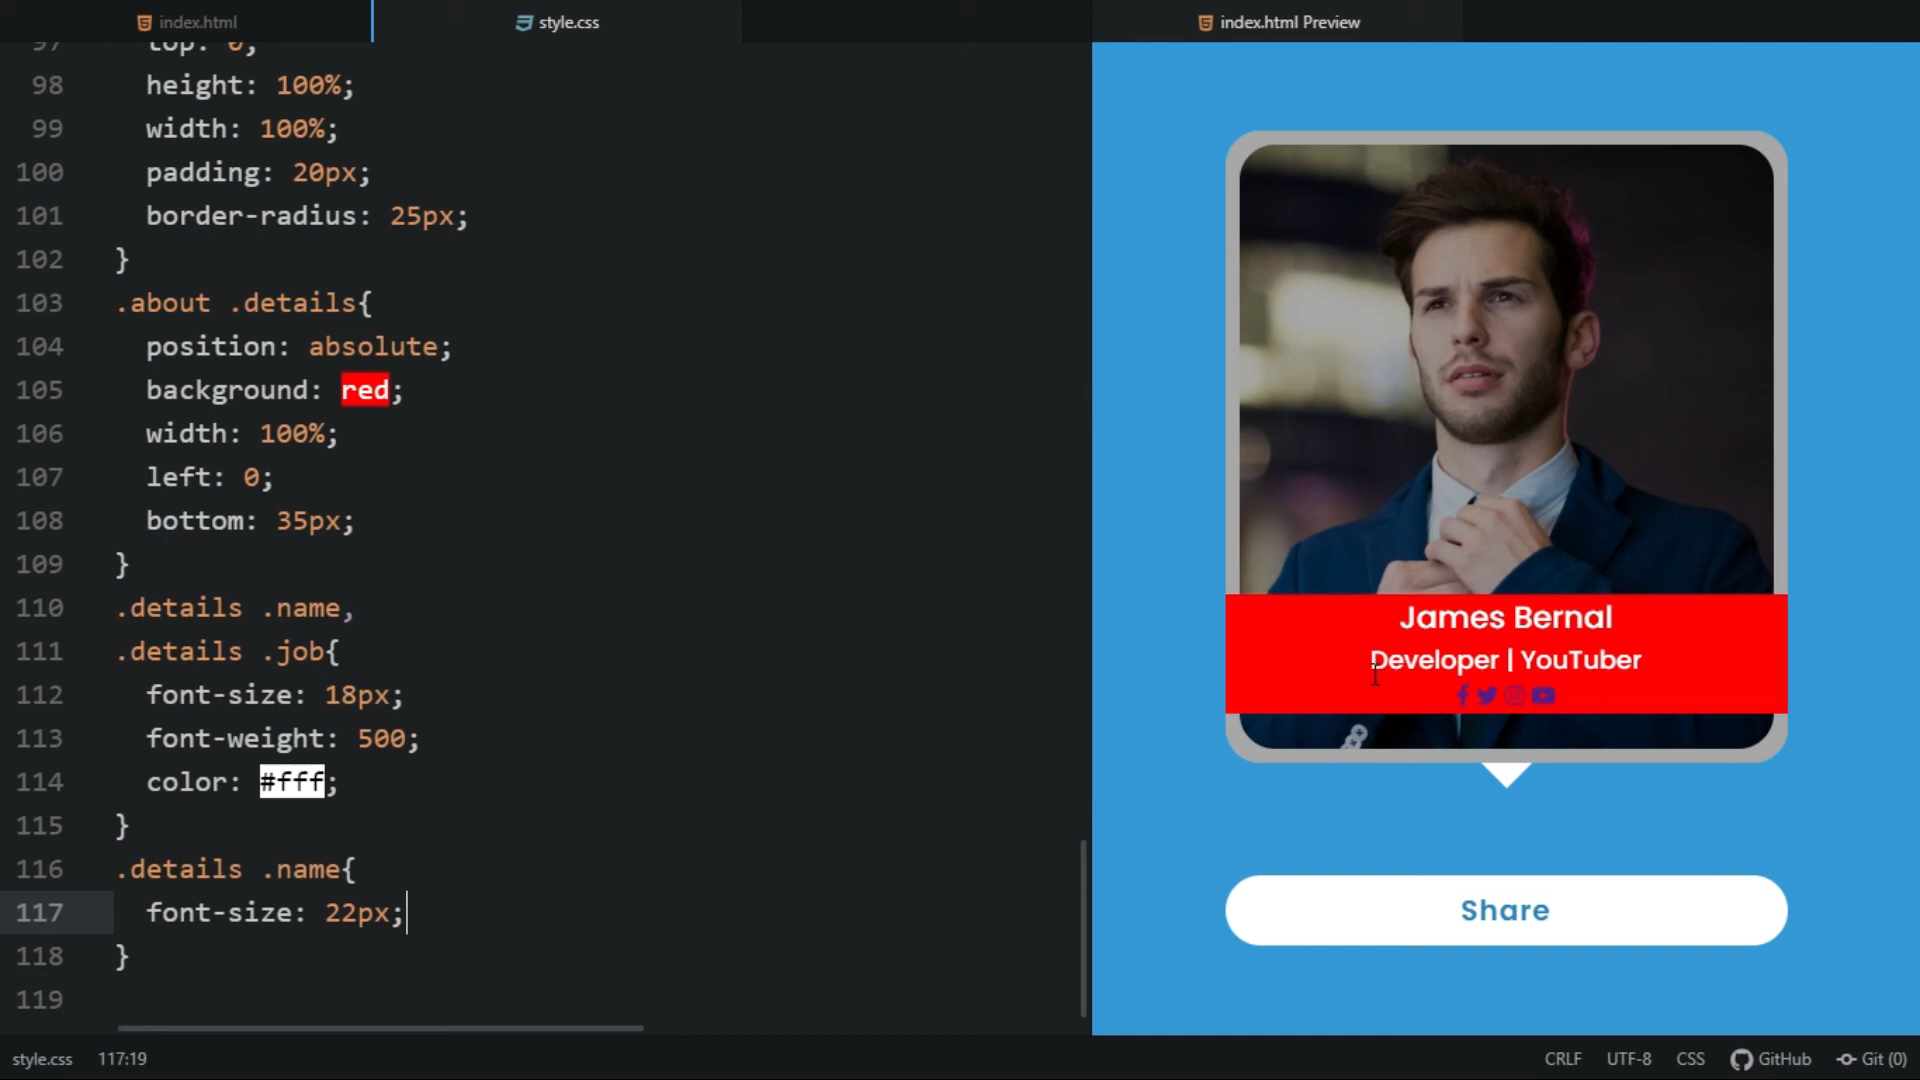 index.html
style.css
index.html Preview
97 top: 0;
98 height: 100%;
99 width: 100%;
100 padding: 20px;
101 border-radius: 25px;
102 }
103 .about .details{
104 position: absolute;
105 background: red;
106 width: 100%;
107 left: 0;
108 bottom: 35px;
109 }
110 .details .name,
111 .details .job{
112 font-size: 18px;
113 font-weight: 500;
114 color: #fff;
115 }
116 .details .name{
117 font-size: 22px;
118 }
119
James Bernal
Developer | YouTuber
Share
style.css 117:19
CRLF UTF-8 CSS GitHub Git (0)